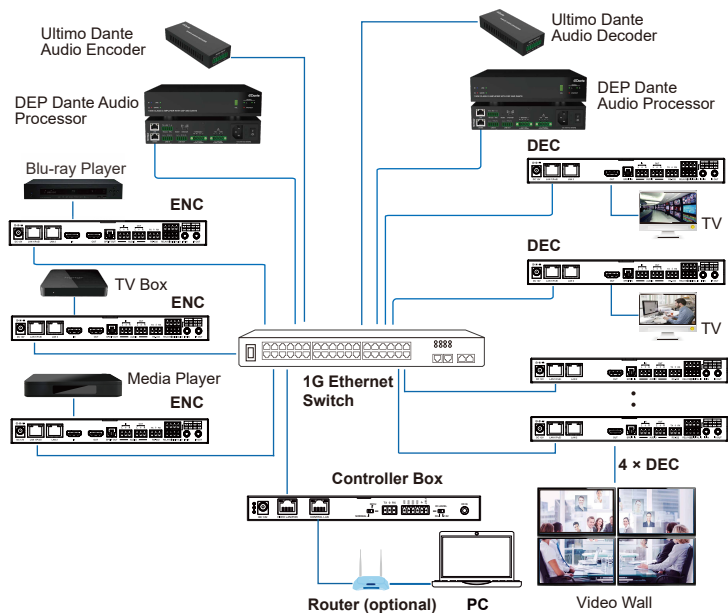 Ultimo Dante
Audio Encoder
Ultimo Dante
Audio Decoder
DEP Dante Audio
Processor
DEP Dante
Audio Processor
Blu-ray Player
ENC
DEC
TV
TV Box
ENC
DEC
TV
Media Player
ENC
1G Ethernet
Switch
4 × DEC
Controller Box
Router (optional)
PC
Video Wall